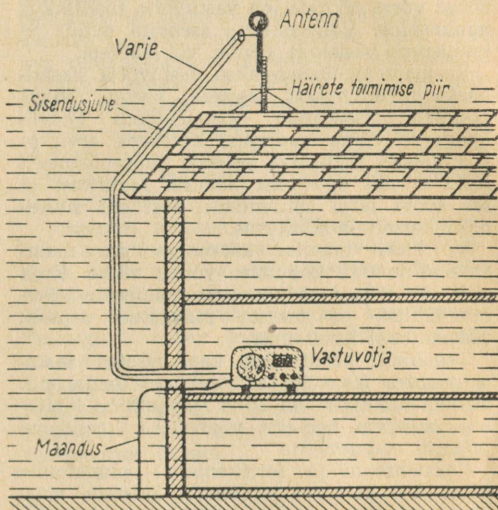 Antenn
Varje
Sisendusjuhe
Häirete toimimise piir
Vastuvõtja
Maandus